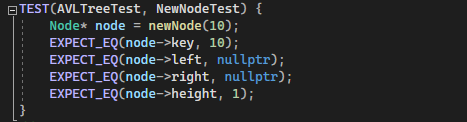 TEST(AVLTreeTest, NewNodeTest) {
    Node* node = newNode(10);
    EXPECT_EQ(node->key, 10);
    EXPECT_EQ(node->left, nullptr);
    EXPECT_EQ(node->right, nullptr);
    EXPECT_EQ(node->height, 1);
}